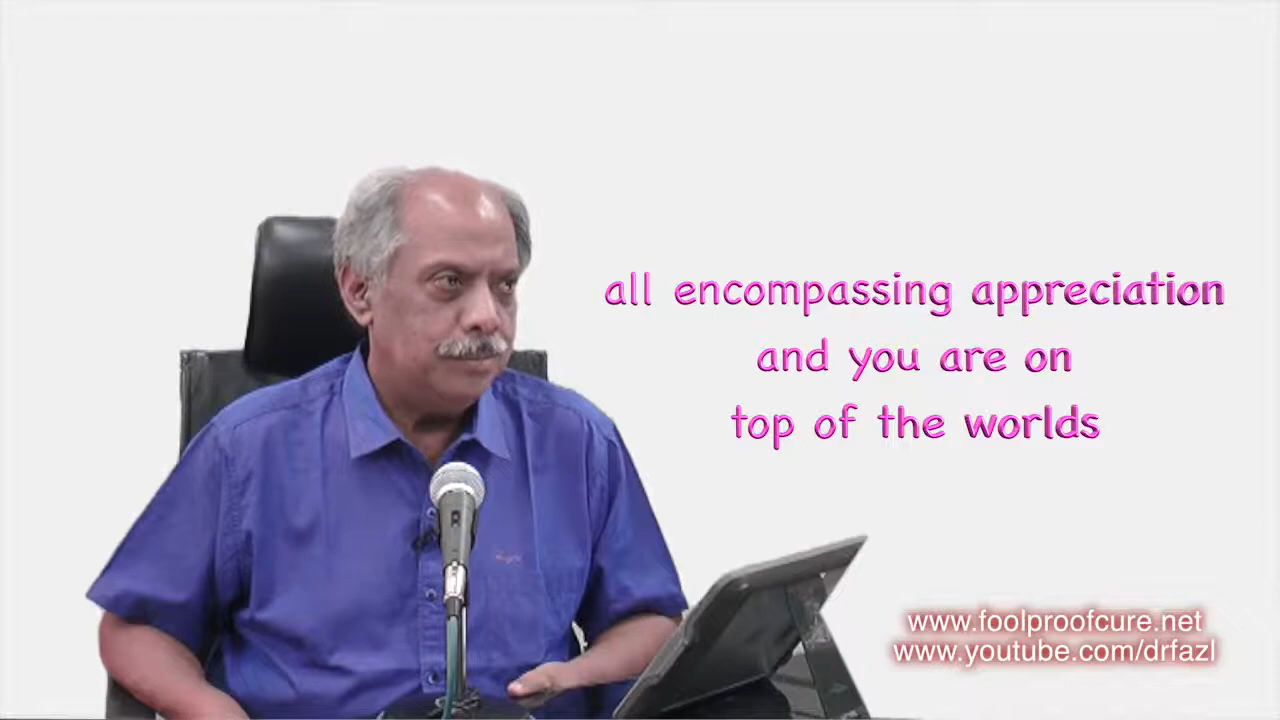 all encompassing appreciation
and you are on
top of the worlds
www.foolproofcure.net
www.youtube.com/drfazl